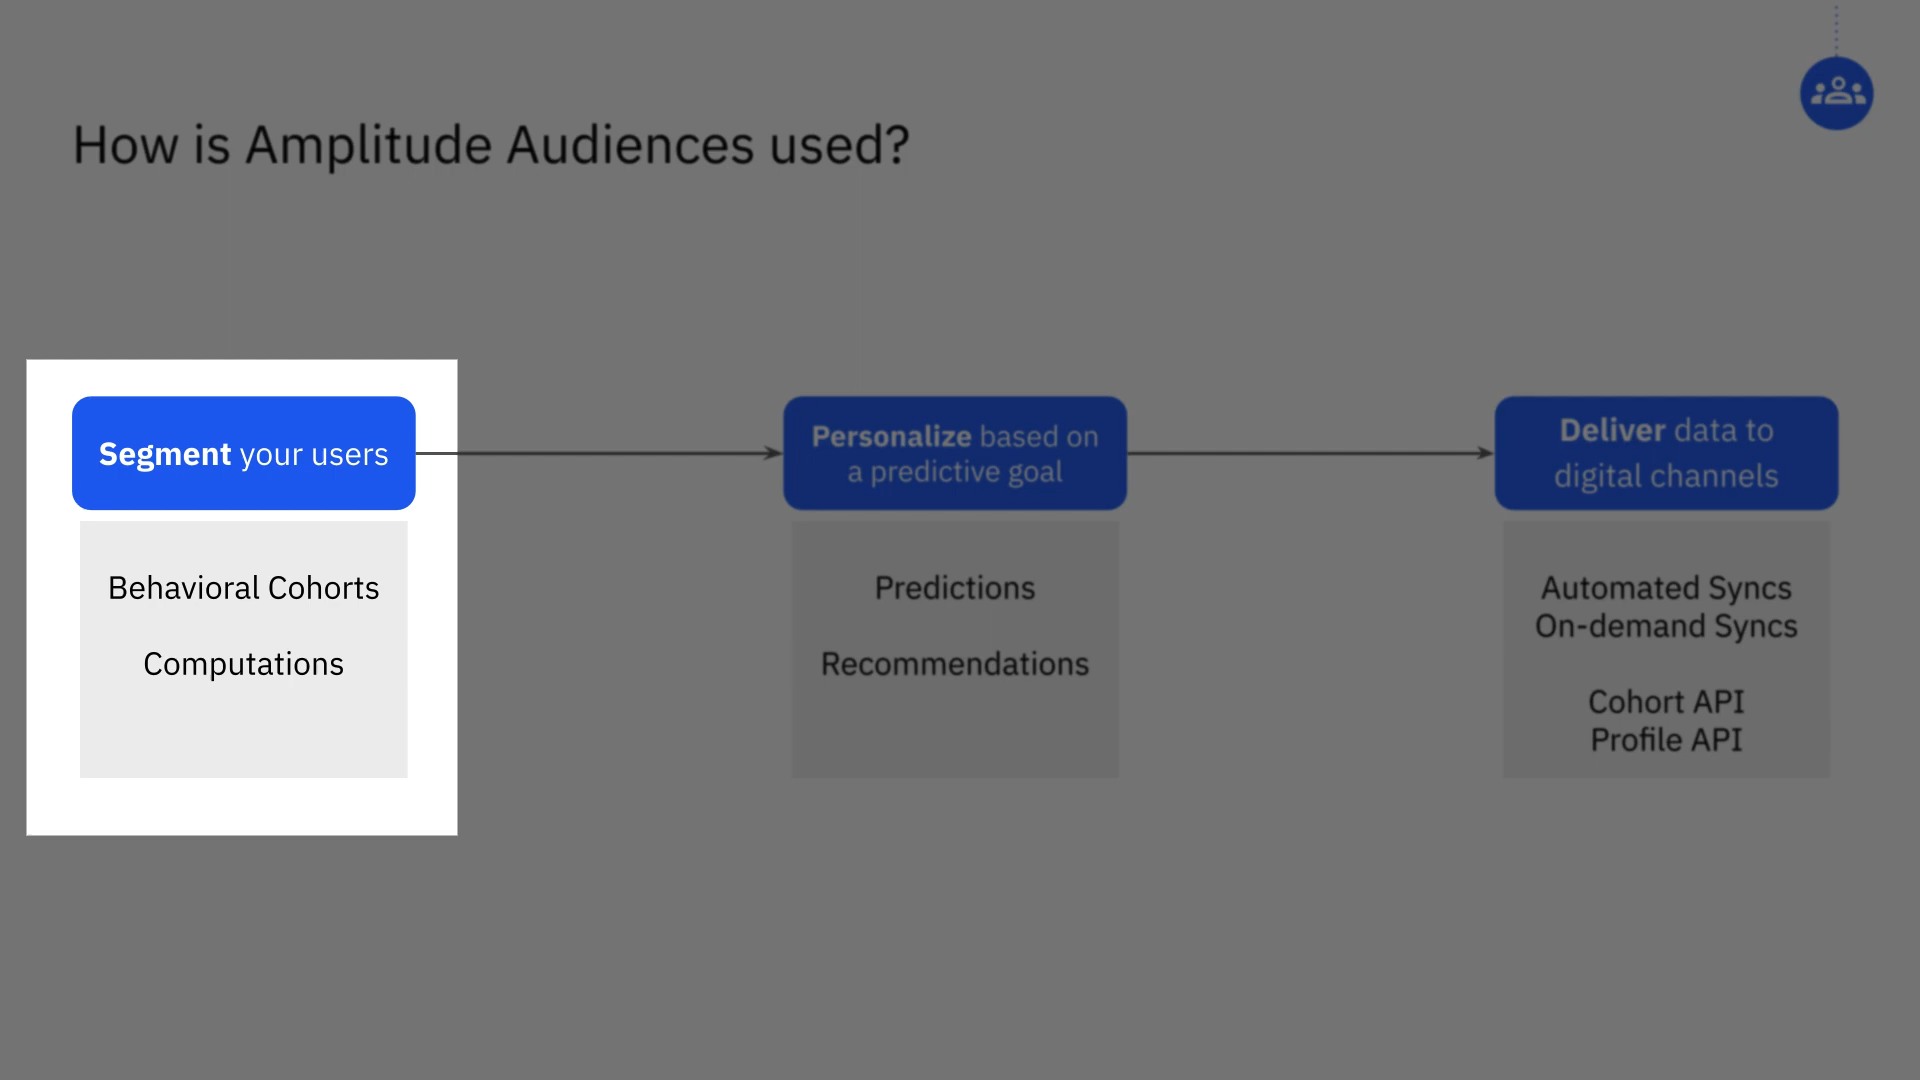 How is Amplitude Audiences used?
Segment your users
Behavioral Cohorts
Computations
Personalize based on
a predictive goal
Predictions
Recommendations
Deliver data to
digital channels
Automated Syncs
On-demand Syncs
Cohort API
Profile API